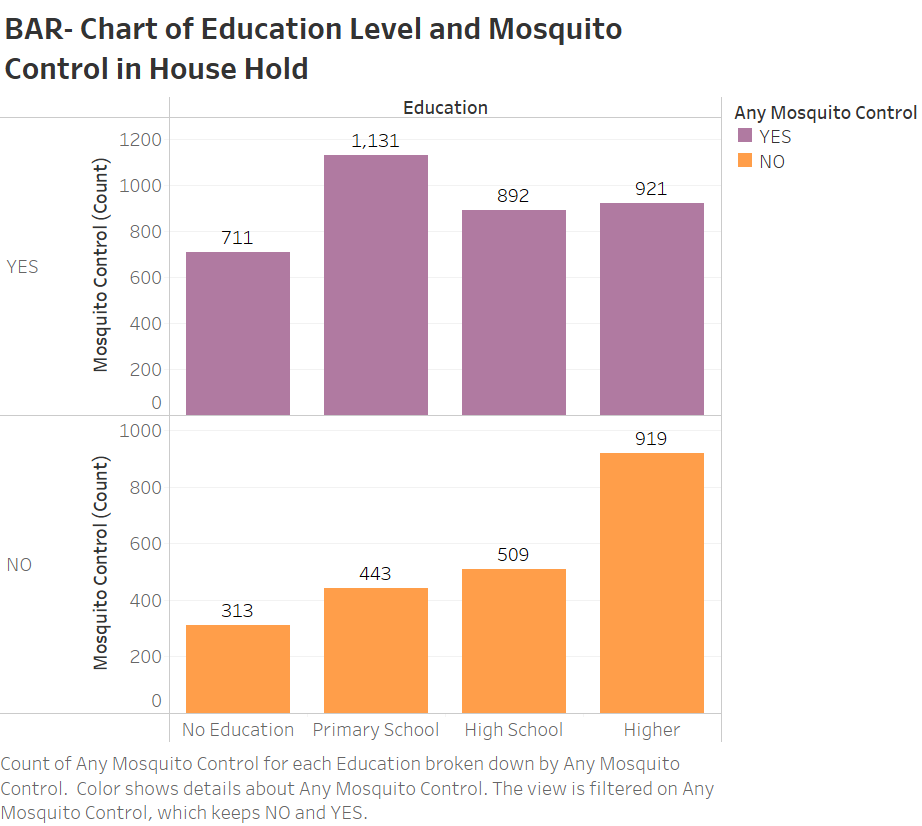 BAR- Chart of Education Level and Mosquito
Control in House Hold
Education
Any Mosquito Control
YES
NO
YES
Mosquito Control (Count)
1200
1000
800
600
400
200
0
711
1,131
892
921
NO
Mosquito Control (Count)
1000
800
600
400
200
0
313
443
509
919
No Education
Primary School
High School
Higher
Count of Any Mosquito Control for each Education broken down by Any Mosquito
Control.  Color shows details about Any Mosquito Control. The view is filtered on Any
Mosquito Control, which keeps NO and YES.